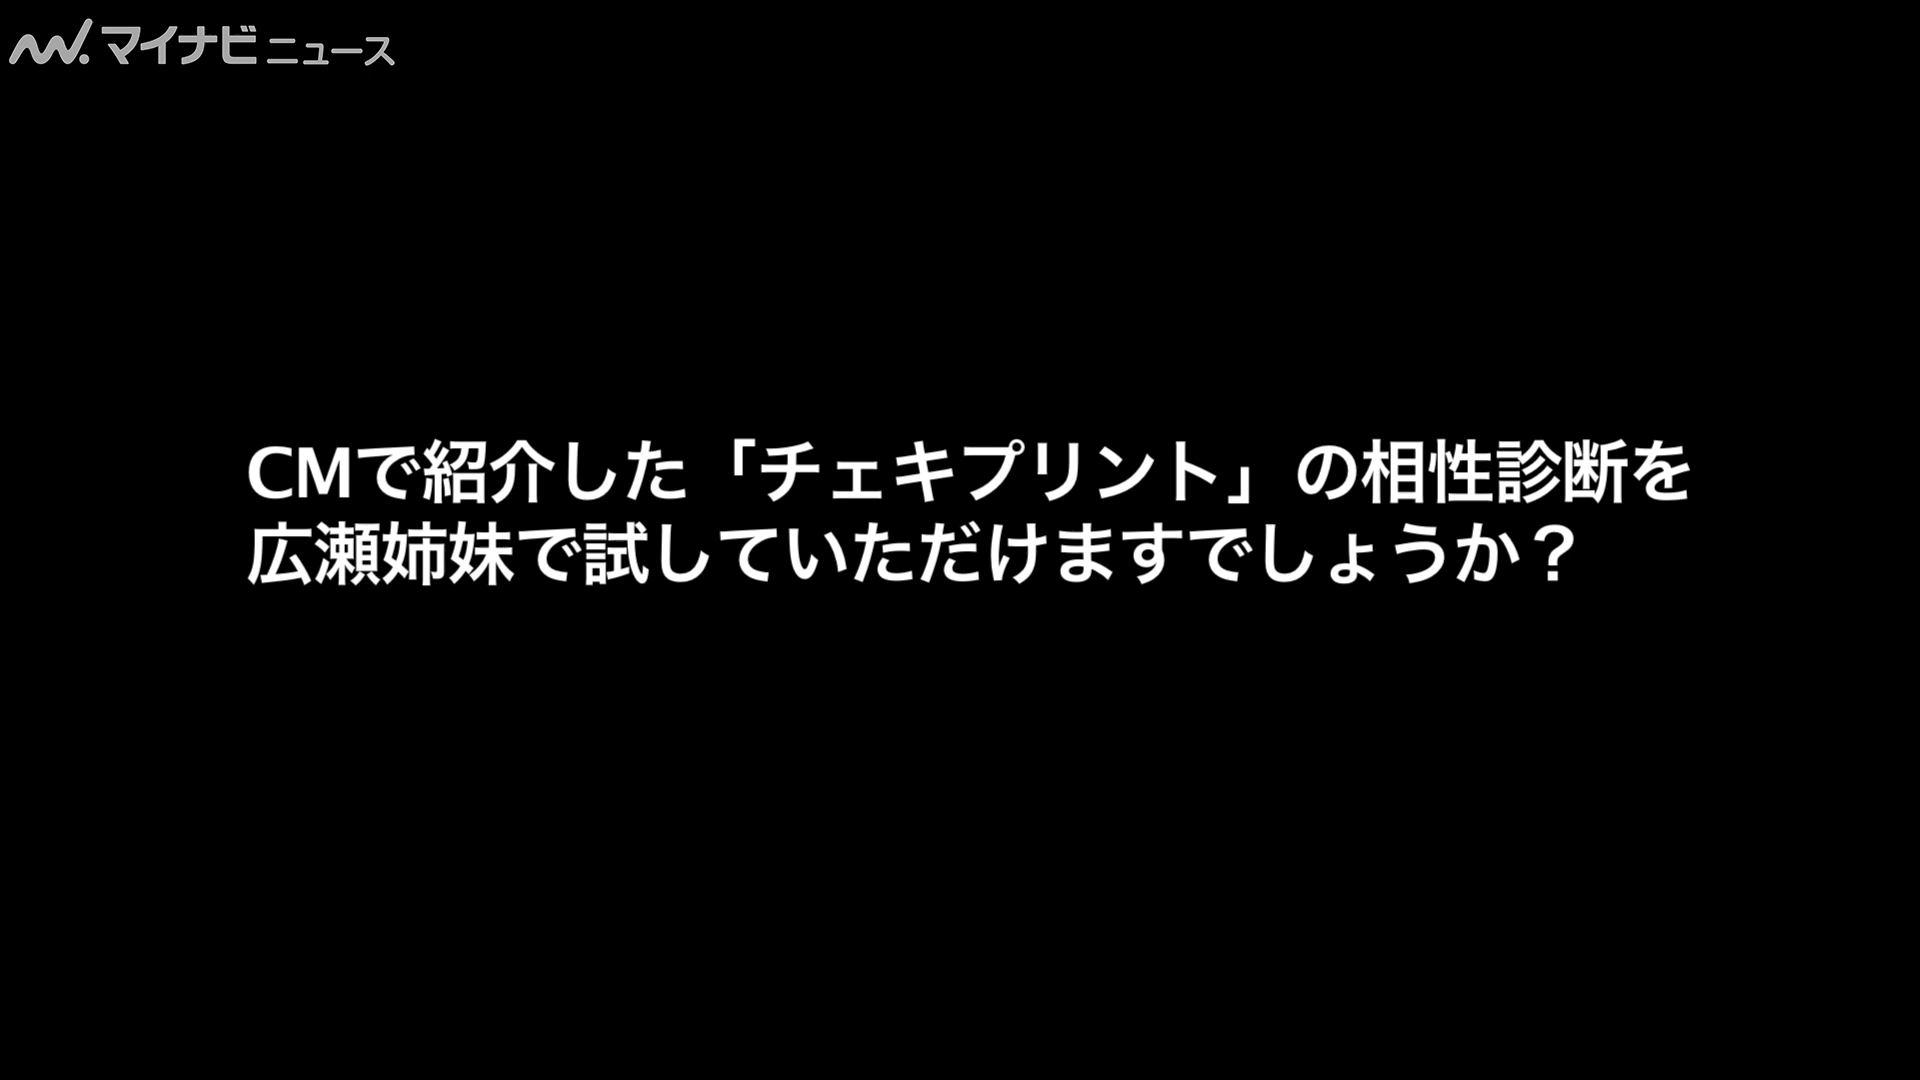 マイナビニュース
CMで紹介した「チェキプリント」の相性診断を
広瀬姉妹で試していただけますでしょうか？